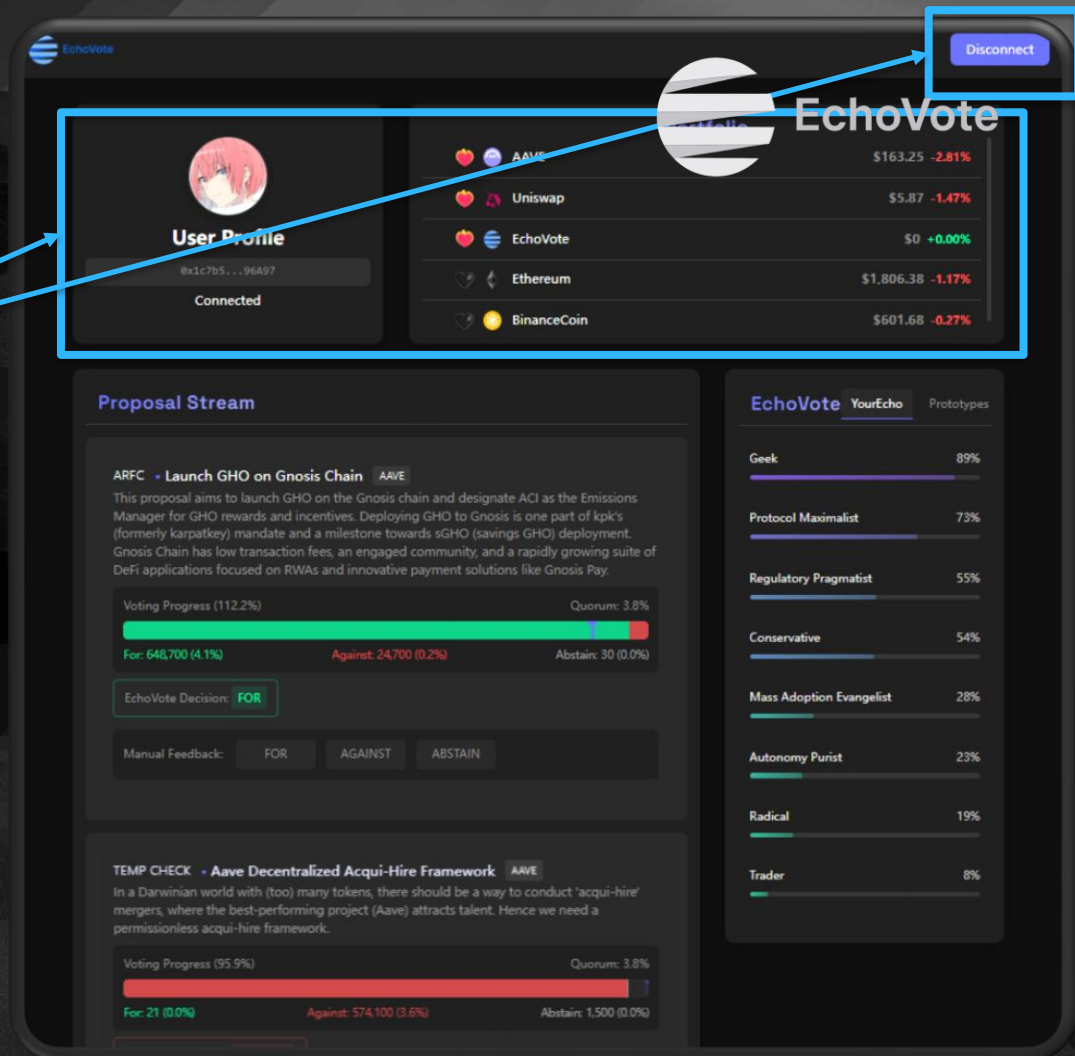 EchoVote
Disconnect
EchoVote
User Profile
0x1c7b5...96A97
Connected
AAVE $163.25 -2.81%
Uniswap $5.87 -1.47%
EchoVote $0 +0.00%
Ethereum $1,806.38 -1.17%
BinanceCoin $601.68 -0.27%
Proposal Stream
ARFC • Launch GHO on Gnosis Chain AAVE
This proposal aims to launch GHO on the Gnosis chain and designate ACI as the Emissions
Manager for GHO rewards and incentives. Deploying GHO to Gnosis is one part of kpk's
(formerly karpatkey) mandate and a milestone towards sGHO (savings GHO) deployment.
Gnosis Chain has low transaction fees, an engaged community, and a rapidly growing suite of
DeFi applications focused on RWAs and innovative payment solutions like Gnosis Pay.
Voting Progress (112.2%) Quorum: 3.8%
For: 648,700 (4.1%) Against: 24,700 (0.2%) Abstain: 30 (0.0%)
EchoVote Decision: FOR
Manual Feedback: FOR AGAINST ABSTAIN
TEMP CHECK • Aave Decentralized Acqui-Hire Framework AAVE
In a Darwinian world with (too) many tokens, there should be a way to conduct 'acqui-hire'
mergers, where the best-performing project (Aave) attracts talent. Hence we need a
permissionless acqui-hire framework.
Voting Progress (95.9%) Quorum: 3.8%
For: 21 (0.0%) Against: 574,100 (3.6%) Abstain: 1,500 (0.0%)
EchoVote YourEcho Prototypes
Geek 89%
Protocol Maximalist 73%
Regulatory Pragmatist 55%
Conservative 54%
Mass Adoption Evangelist 28%
Autonomy Purist 23%
Radical 19%
Trader 8%